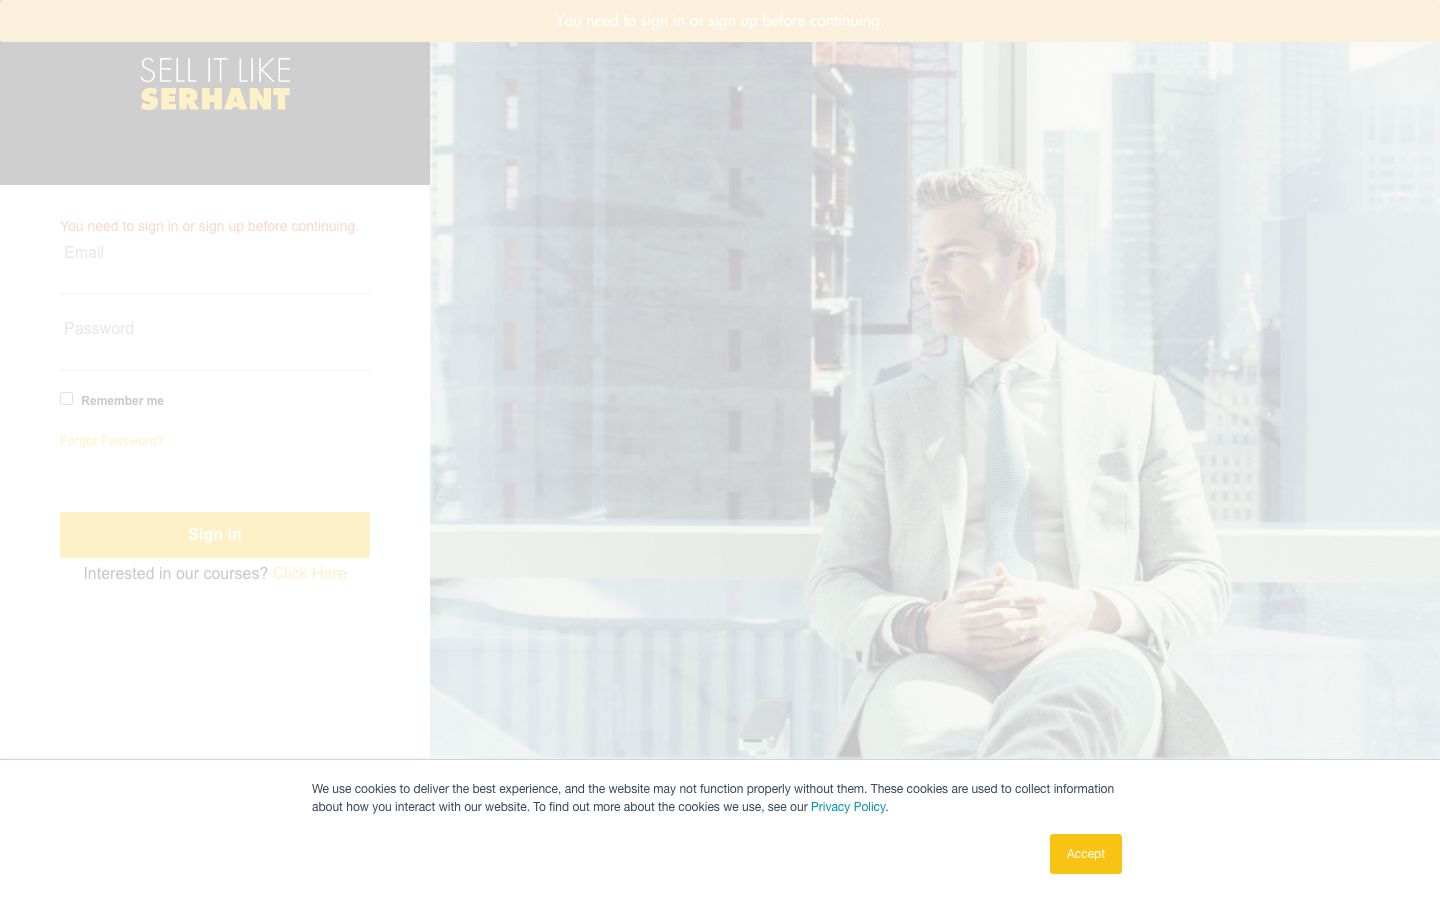 You need to sign in or sign up before continuing.
SELL IT LIKE
SERHANT
You need to sign in or sign up before continuing.
Email
Password
Remember me
Forgot Password?
Sign in
Interested in our courses? Click Here
We use cookies to deliver the best experience, and the website may not function properly without them. These cookies are used to collect information
about how you interact with our website. To find out more about the cookies we use, see our Privacy Policy.
Accept